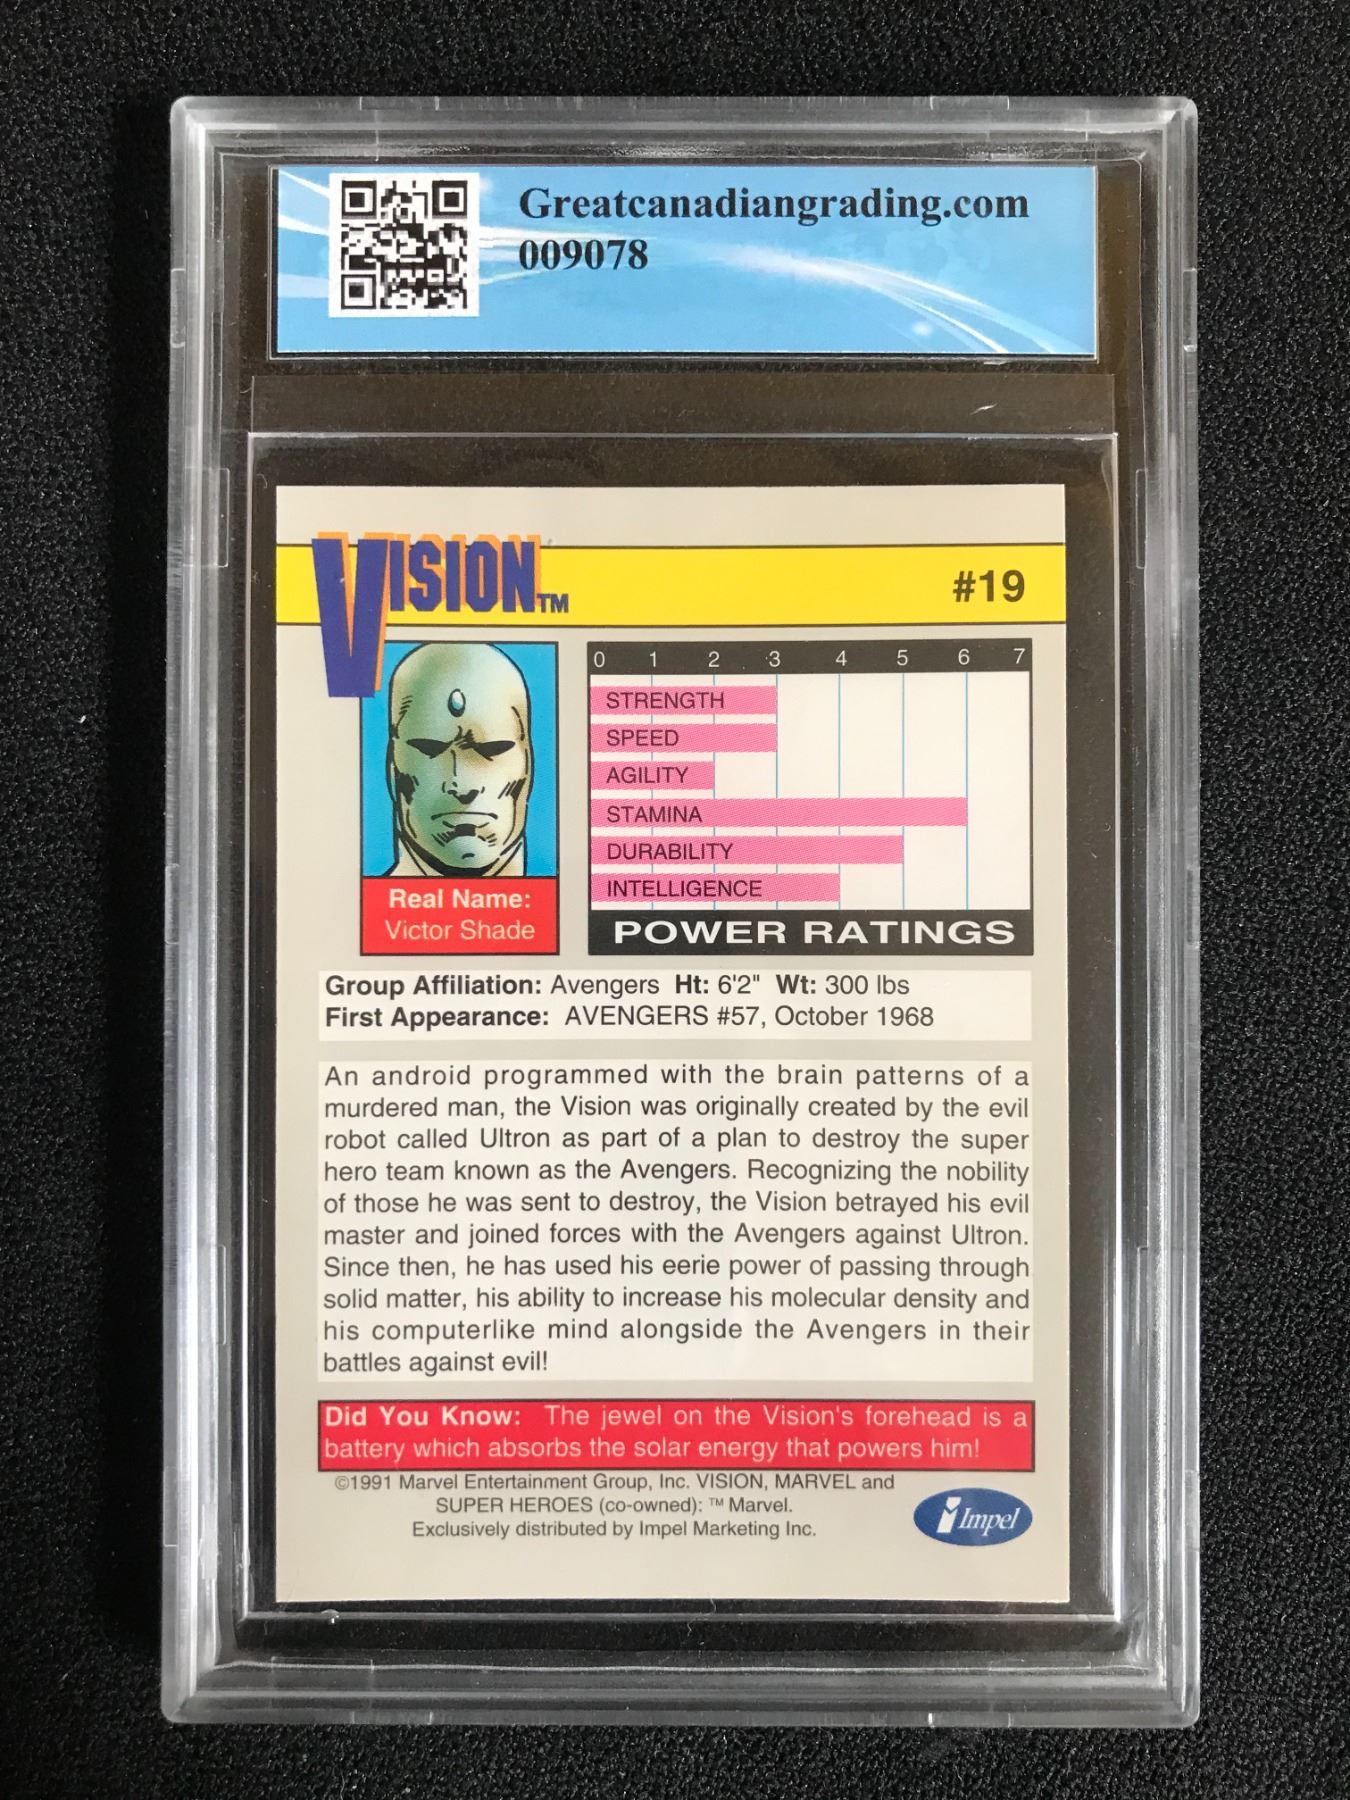 Greatcanadiangrading.com
009078
VISION™
#19
0 1 2 3 4 5 6 7
STRENGTH
SPEED
AGILITY
STAMINA
DURABILITY
INTELLIGENCE
POWER RATINGS
Real Name:
Victor Shade
Group Affiliation: Avengers Ht: 6'2" Wt: 300 lbs
First Appearance: AVENGERS #57, October 1968
An android programmed with the brain patterns of a
murdered man, the Vision was originally created by the evil
robot called Ultron as part of a plan to destroy the super
hero team known as the Avengers. Recognizing the nobility
of those he was sent to destroy, the Vision betrayed his evil
master and joined forces with the Avengers against Ultron.
Since then, he has used his eerie power of passing through
solid matter, his ability to increase his molecular density and
his computerlike mind alongside the Avengers in their
battles against evil!
Did You Know: The jewel on the Vision's forehead is a
battery which absorbs the solar energy that powers him!
©1991 Marvel Entertainment Group, Inc. VISION, MARVEL and
SUPER HEROES (co-owned): ™ Marvel.
Exclusively distributed by Impel Marketing Inc.
Impel